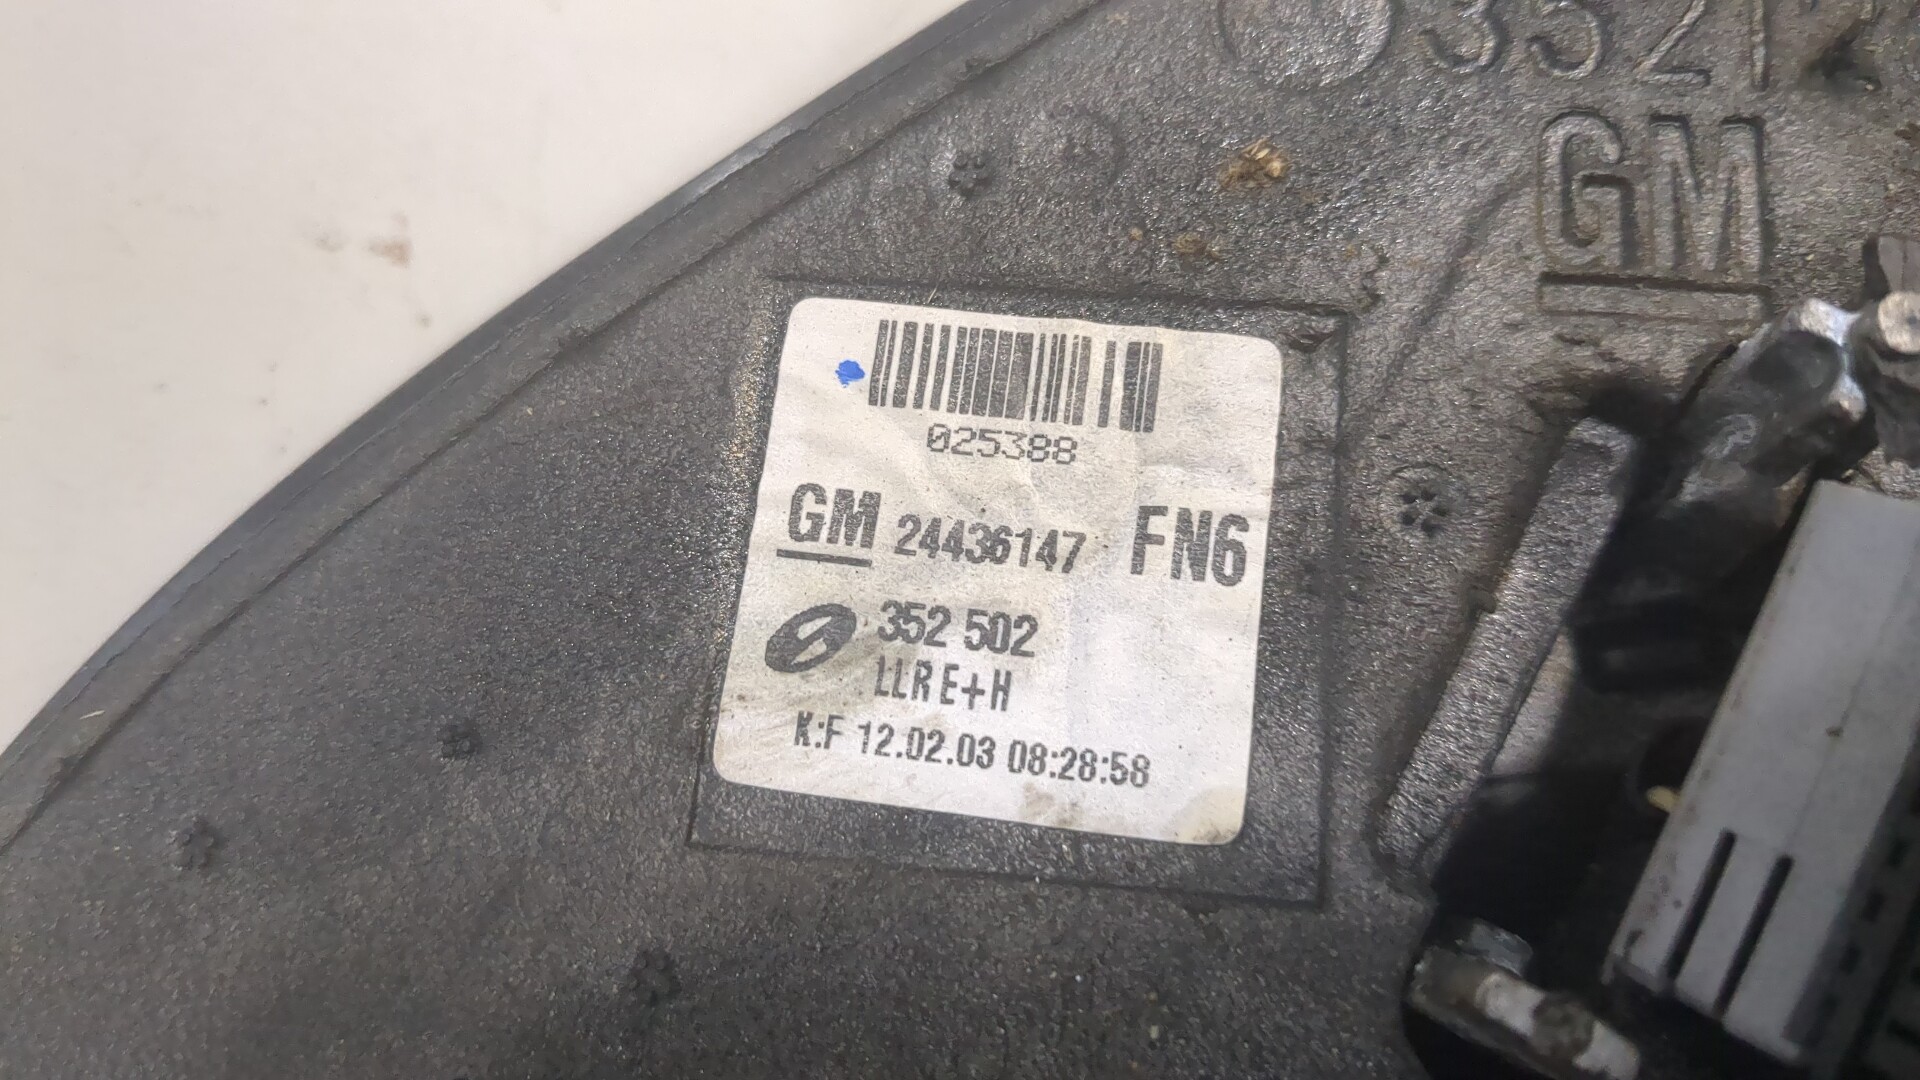 GM
025388
GM 24436147 FN6
352 502
LLR E+H
K:F 12.02.03 08:28:58